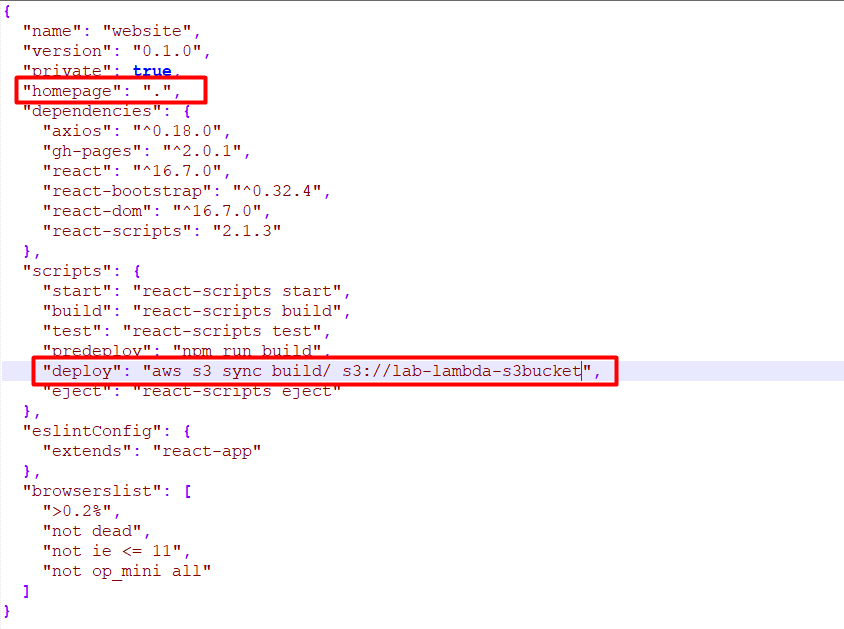 {
  "name": "website",
  "version": "0.1.0",
  "private": true,
  "homepage": ".",
  "dependencies": {
    "axios": "^0.18.0",
    "gh-pages": "^2.0.1",
    "react": "^16.7.0",
    "react-bootstrap": "^0.32.4",
    "react-dom": "^16.7.0",
    "react-scripts": "2.1.3"
  },
  "scripts": {
    "start": "react-scripts start",
    "build": "react-scripts build",
    "test": "react-scripts test",
    "predeploy": "npm run build",
    "deploy": "aws s3 sync build/ s3://lab-lambda-s3bucket",
    "eject": "react-scripts eject"
  },
  "eslintConfig": {
    "extends": "react-app"
  },
  "browserslist": [
    ">0.2%",
    "not dead",
    "not ie <= 11",
    "not op_mini all"
  ]
}